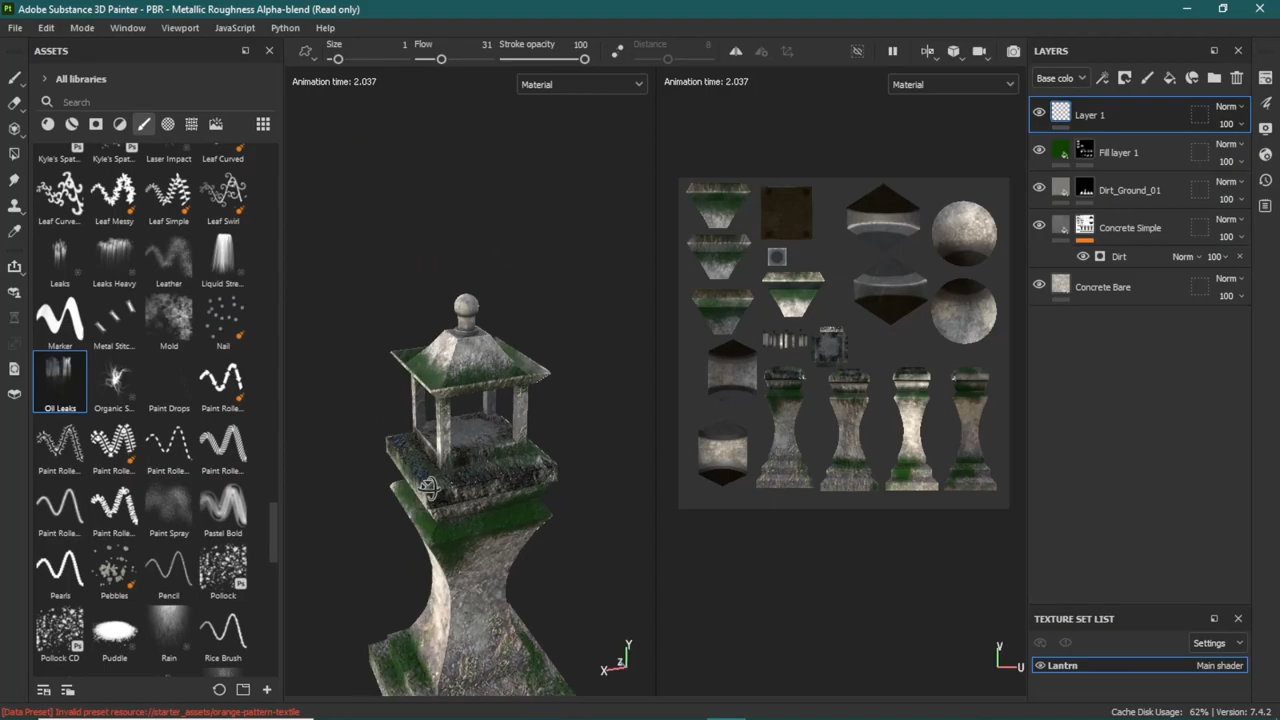 Adobe Substance 3D Painter - PBR - Metallic Roughness Alpha-blend (Read only)
File Edit Mode Window Viewport JavaScript Python Help
ASSETS
Size 1 Flow 31 Stroke opacity 100 Distance 8
All libraries
Search
Kyle's Spat... Kyle's Spat... Laser Impact Leaf Curved
Leaf Curve... Leaf Messy Leaf Simple Leaf Swirl
Leaks Leaks Heavy Leather Liquid Stre...
Marker Metal Stitc... Mold Nail
Oil Leaks Organic S... Paint Drops Paint Rolle...
Paint Rolle... Paint Rolle... Paint Rolle... Paint Rolle...
Paint Rolle... Paint Rolle... Paint Spray Pastel Bold
Pearls Pebbles Pencil Pollock
Pollock CD Puddle Rain Rice Brush
Animation time: 2.037
Material
Y
Z
X
Animation time: 2.037
Material
V
U
LAYERS
Base colo
Layer 1 Norm 100
Fill layer 1 Norm 100
Dirt_Ground_01 Norm 100
Concrete Simple Norm 100
Dirt Norm 100
Concrete Bare Norm 100
TEXTURE SET LIST
Settings
Lantrn Main shader
[Data Preset] Invalid preset resource://starter_assets/orange-pattern-textile
Cache Disk Usage: 62% | Version: 7.4.2